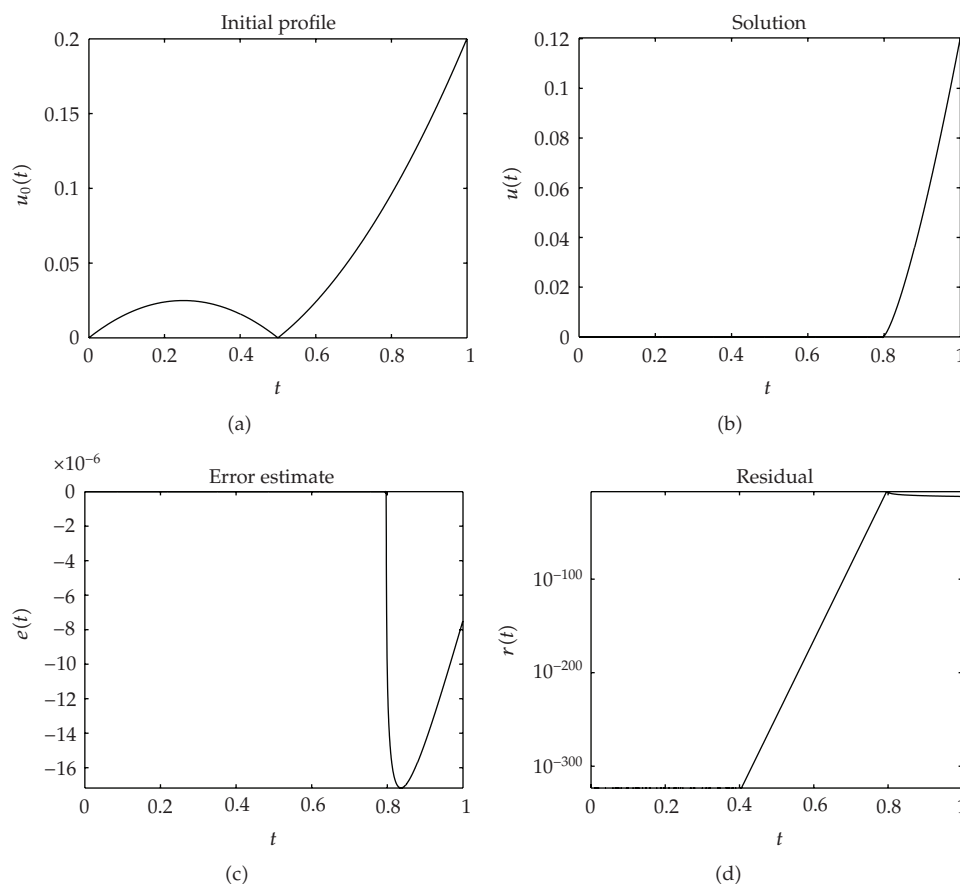 Initial profile
0.2
0.15
0.1
0.05
0
u0(t)
0 0.2 0.4 0.6 0.8 1
t
(a)
Solution
0.12
0.1
0.08
0.06
0.04
0.02
0
u(t)
0 0.2 0.4 0.6 0.8 1
t
(b)
×10−6
Error estimate
0
−2
−4
−6
−8
−10
−12
−14
−16
e(t)
0 0.2 0.4 0.6 0.8 1
t
(c)
Residual
10−100
10−200
10−300
r(t)
0 0.2 0.4 0.6 0.8 1
t
(d)